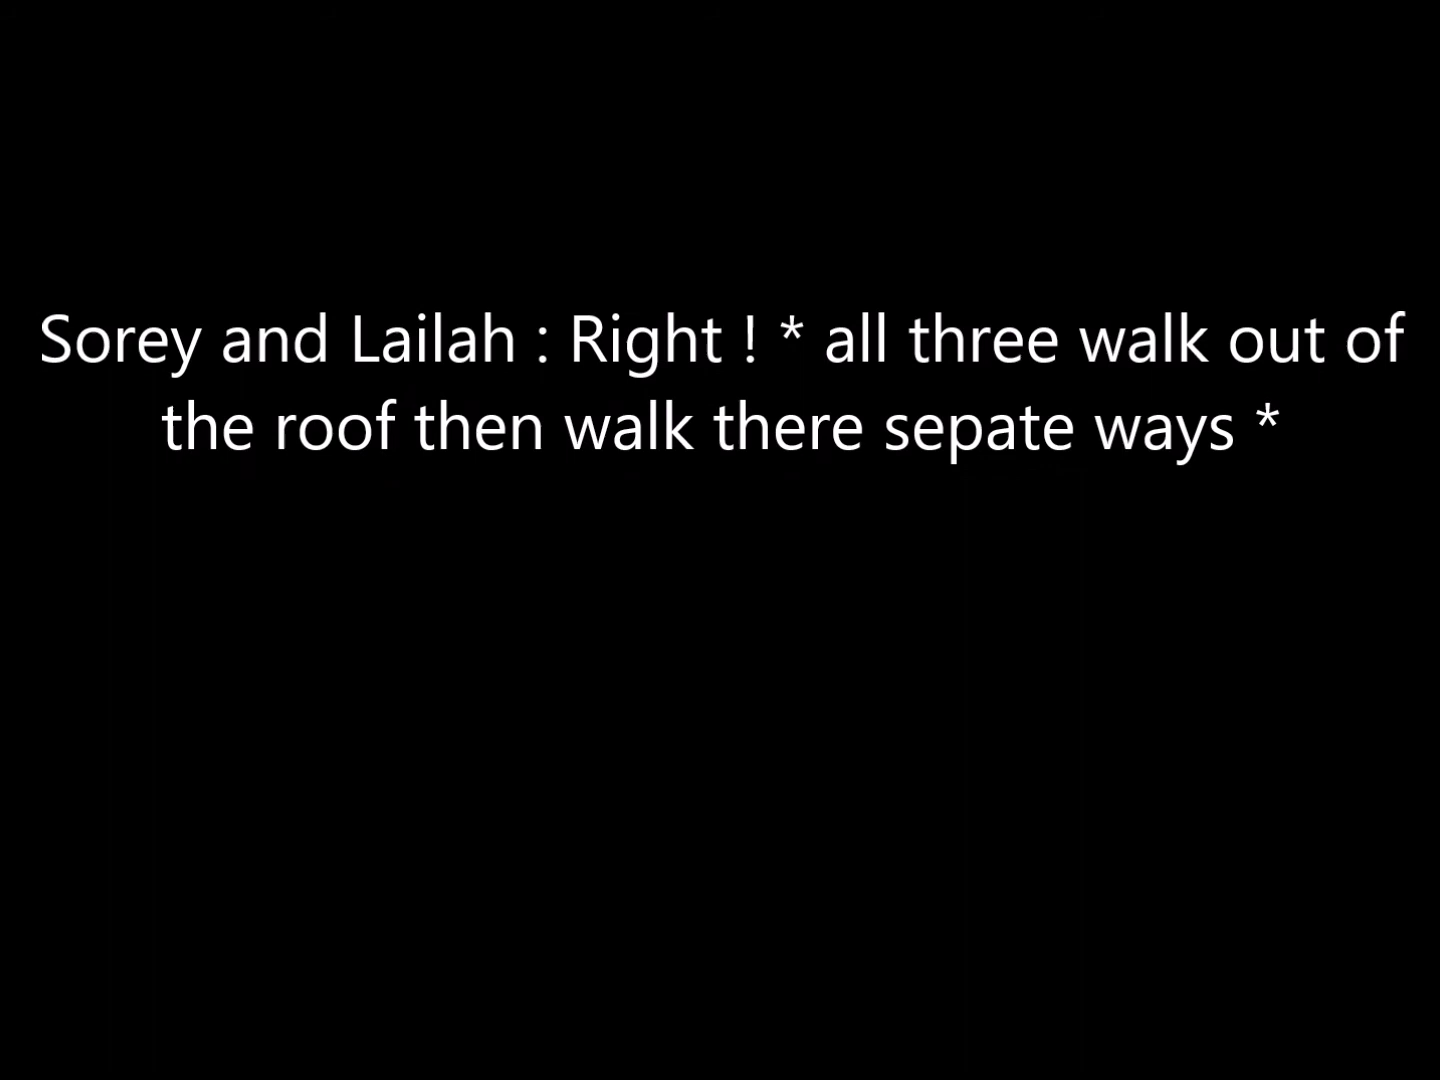 Sorey and Lailah : Right ! * all three walk out of
the roof then walk there sepate ways *